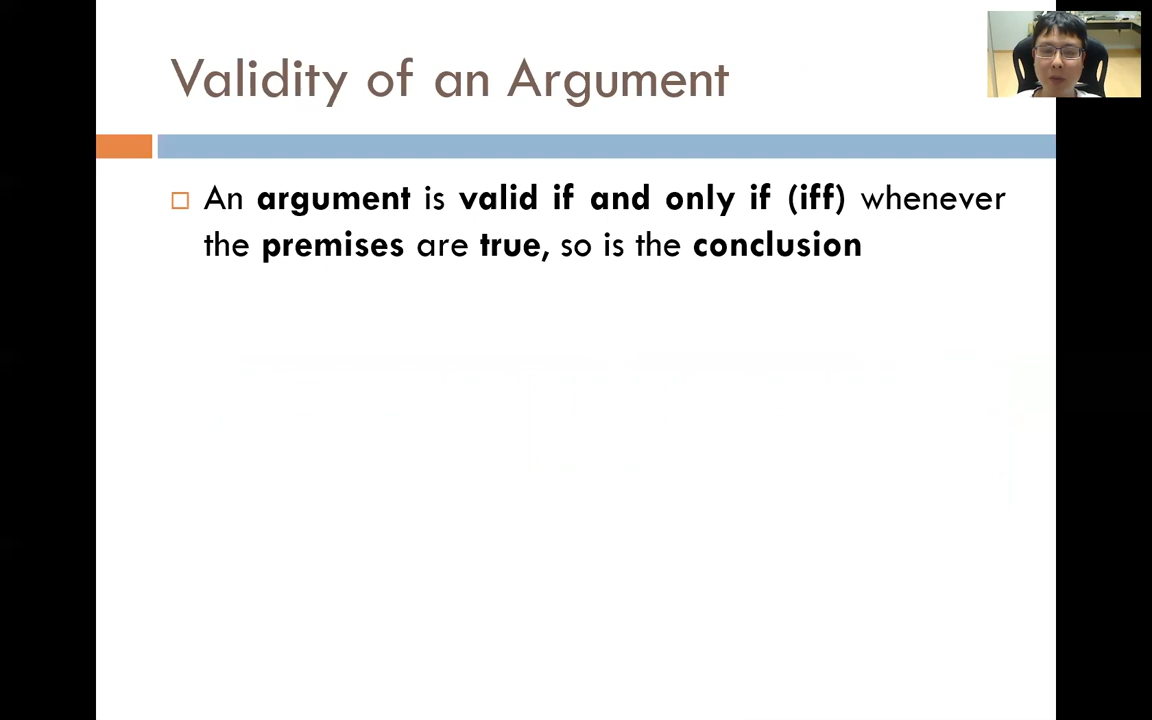 Validity of an Argument
An argument is valid if and only if (iff) whenever
the premises are true, so is the conclusion